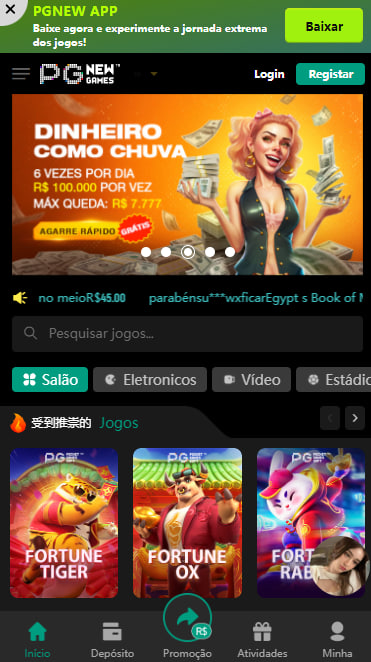 PGNEW APP
Baixe agora e experimente a jornada extrema
dos jogos!
Baixar
PG NEW GAMES™
Login
Registar
DINHEIRO
COMO CHUVA
6 VEZES POR DIA
R$ 100.000 POR VEZ
MÁX QUEDA: R$ 7.777
AGARRE RÁPIDO
GRÁTIS
no meioR$45.00 parabénsu***wxficarEgypt s Book of M
Pesquisar jogos...
Salão
Eletronicos
Vídeo
Estádio
受到推崇的 Jogos
PG
PG
PG
FORTUNE
TIGER
FORTUNE
OX
FORT
RAB
R$
Início
Depósito
Promoção
Atividades
Minha